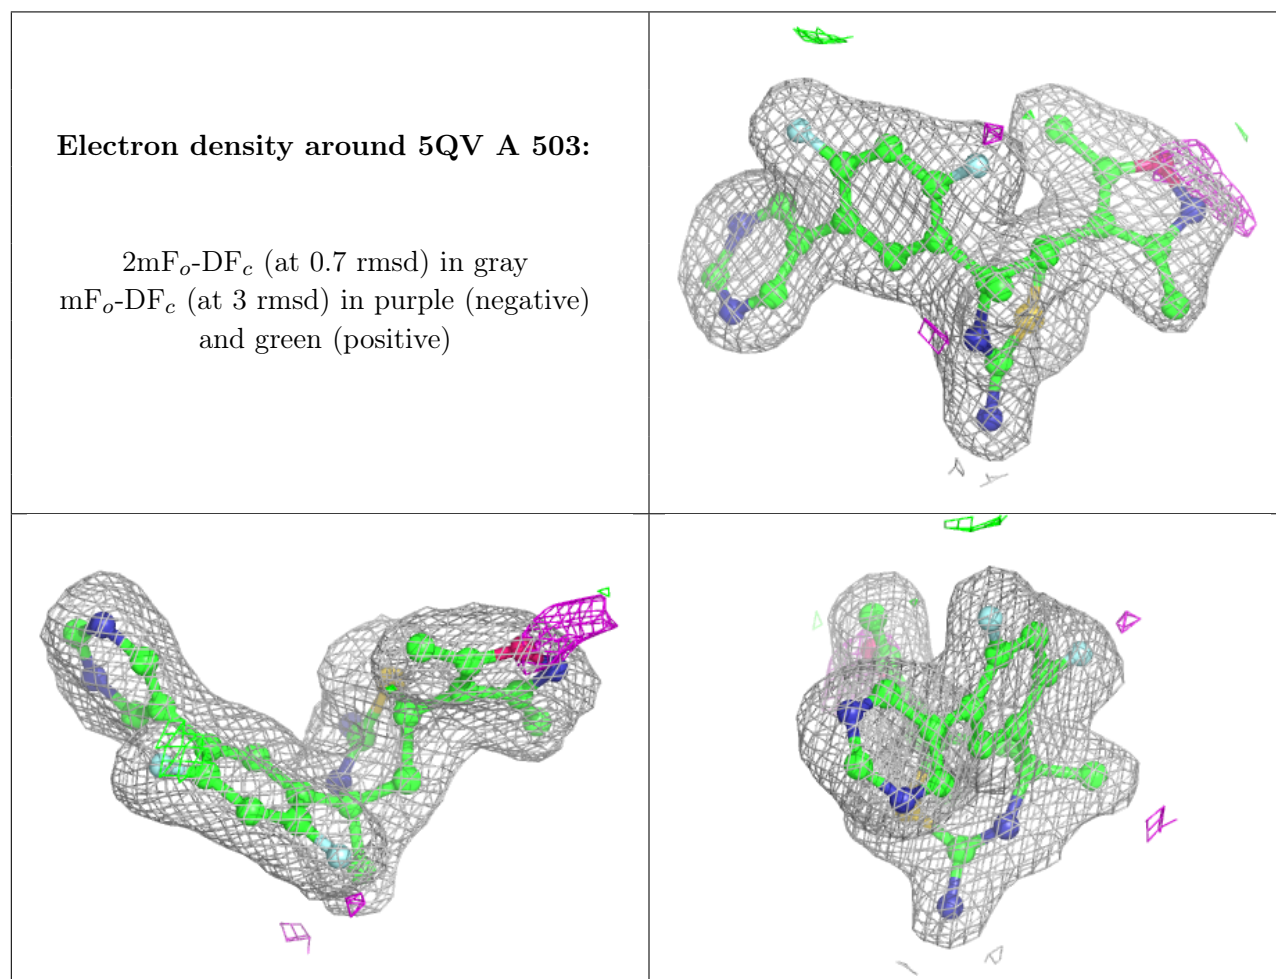 Electron density around 5QV A 503:
2mFo-DFc (at 0.7 rmsd) in gray
mFo-DFc (at 3 rmsd) in purple (negative)
and green (positive)